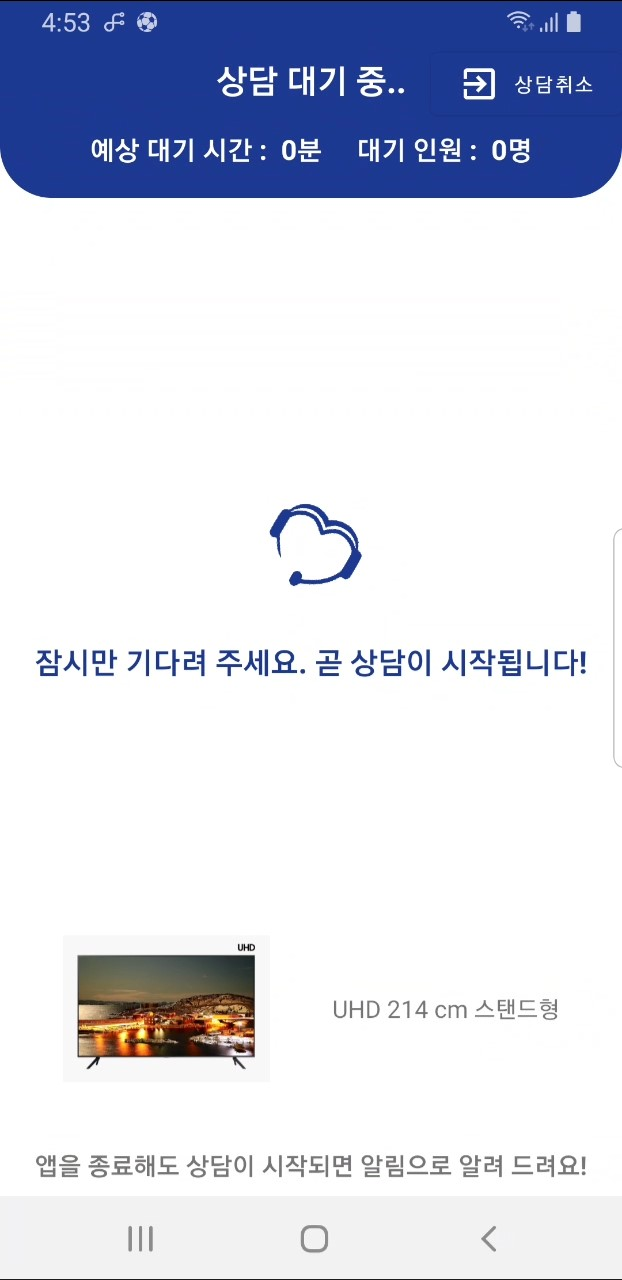 4:53
상담 대기 중..
상담취소
예상 대기 시간 : 0분 대기 인원 : 0명
잠시만 기다려 주세요. 곧 상담이 시작됩니다!
UHD
UHD 214 cm 스탠드형
앱을 종료해도 상담이 시작되면 알림으로 알려 드려요!